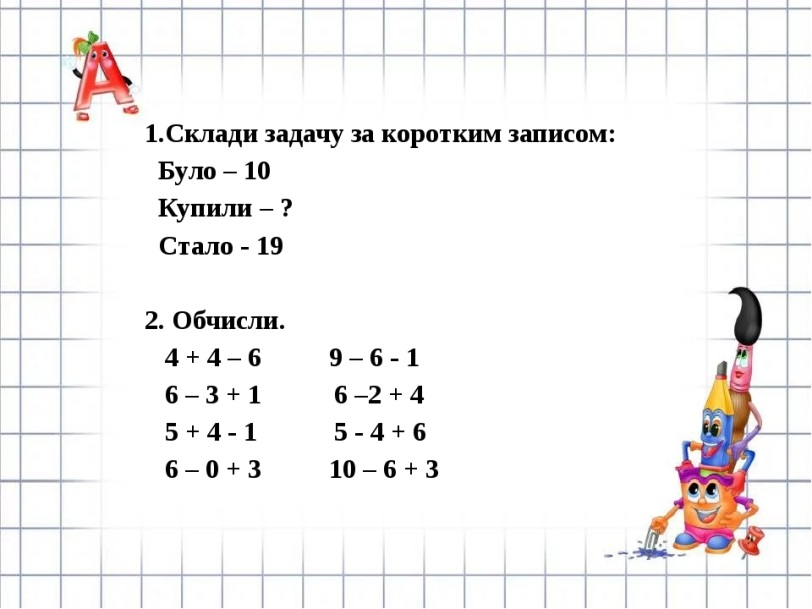 1.Склади задачу за коротким записом:
Було – 10
Купили – ?
Стало - 19
2. Обчисли.
4 + 4 – 6 9 – 6 - 1
6 – 3 + 1 6 –2 + 4
5 + 4 - 1 5 - 4 + 6
6 – 0 + 3 10 – 6 + 3